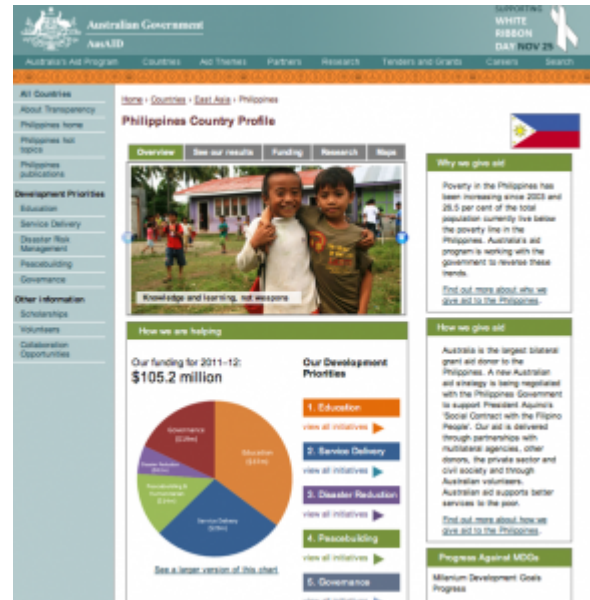 Australian Government
AusAID
SUPPORTING
WHITE
RIBBON
DAY NOV 25
Australia's Aid Program
Countries
Aid Themes
Partners
Research
Tenders and Grants
Careers
Search
All Countries
About Transparency
Philippines home
Philippines hot
topics
Philippines
publications
Development Priorities
Education
Service Delivery
Disaster Risk
Management
Peacebuilding
Governance
Other information
Scholarships
Volunteers
Collaboration
Opportunities
Home › Countries › East Asia › Philippines
Philippines Country Profile
Overview
See our results
Funding
Research
Maps
Knowledge and learning, not weapons
How we are helping
Our funding for 2011-12:
$105.2 million
Governance
Education
Disaster Reduction
Peacebuilding &
Service Delivery
See a larger version of this chart
Our Development
Priorities
1. Education
view all initiatives
2. Service Delivery
view all initiatives
3. Disaster Reduction
view all initiatives
4. Peacebuilding
view all initiatives
5. Governance
view all initiatives
Why we give aid
Poverty in the Philippines has
been increasing since 2003 and
26.5 per cent of the total
population currently live below
the poverty line in the
Philippines. Australia's aid
program is working with the
government to reverse these
trends.
Find out more about why we
give aid to the Philippines.
How we give aid
Australia is the largest bilateral
grant aid donor to the
Philippines. A new Australian
aid strategy is being negotiated
with the Philippines Government
to support President Aquino's
'Social Contract with the Filipino
People'. Our aid is delivered
through partnerships with
multilateral agencies, other
donors, the private sector and
civil society and through
Australian volunteers.
Australian aid supports better
services to the poor.
Find out more about how we
give aid to the Philippines.
Progress Against MDGs
Millenium Development Goals
Progress